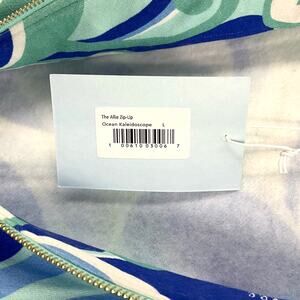 The Allie Zip-Up
Ocean Kaleidoscope L
1 00610 03006 7